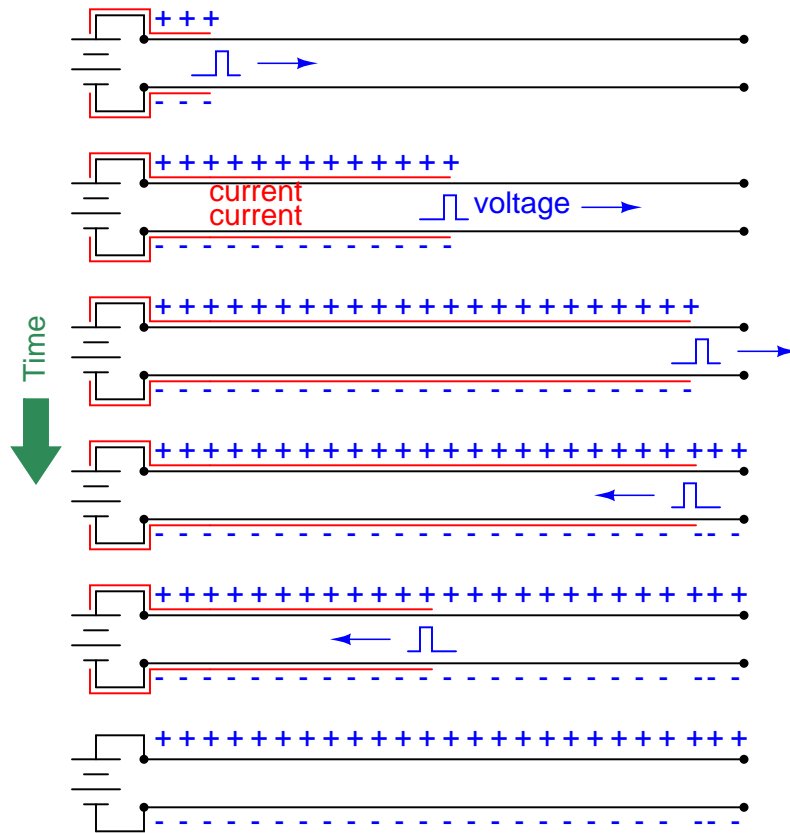 + + +
- - -
+ + + + + + + + + + + + +
current
current
voltage
- - - - - - - - - - - - -
+ + + + + + + + + + + + + + + + + + + + + + +
Time
- - - - - - - - - - - - - - - - - - - - - - -
+ + + + + + + + + + + + + + + + + + + + + + +++
- - - - - - - - - - - - - - - - - - - - - - -- -
+ + + + + + + + + + + + + + + + + + + + + + +++
- - - - - - - - - - - - - - - - - - - - - - -- -
+ + + + + + + + + + + + + + + + + + + + + + +++
- - - - - - - - - - - - - - - - - - - - - - -- -